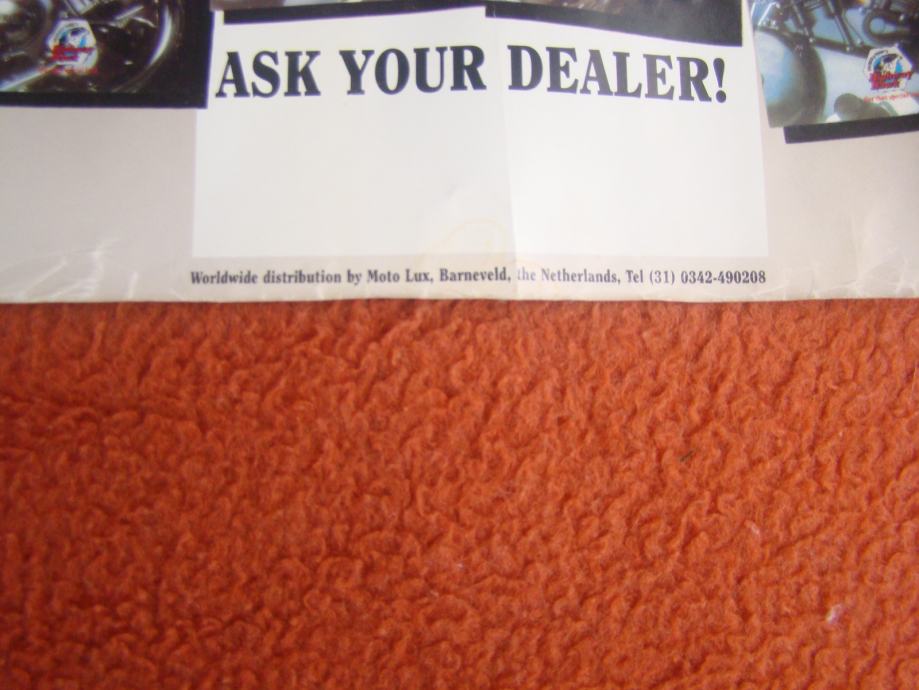 ASK YOUR DEALER!
Worldwide distribution by Moto Lux, Barneveld, the Netherlands, Tel (31) 0342-490208